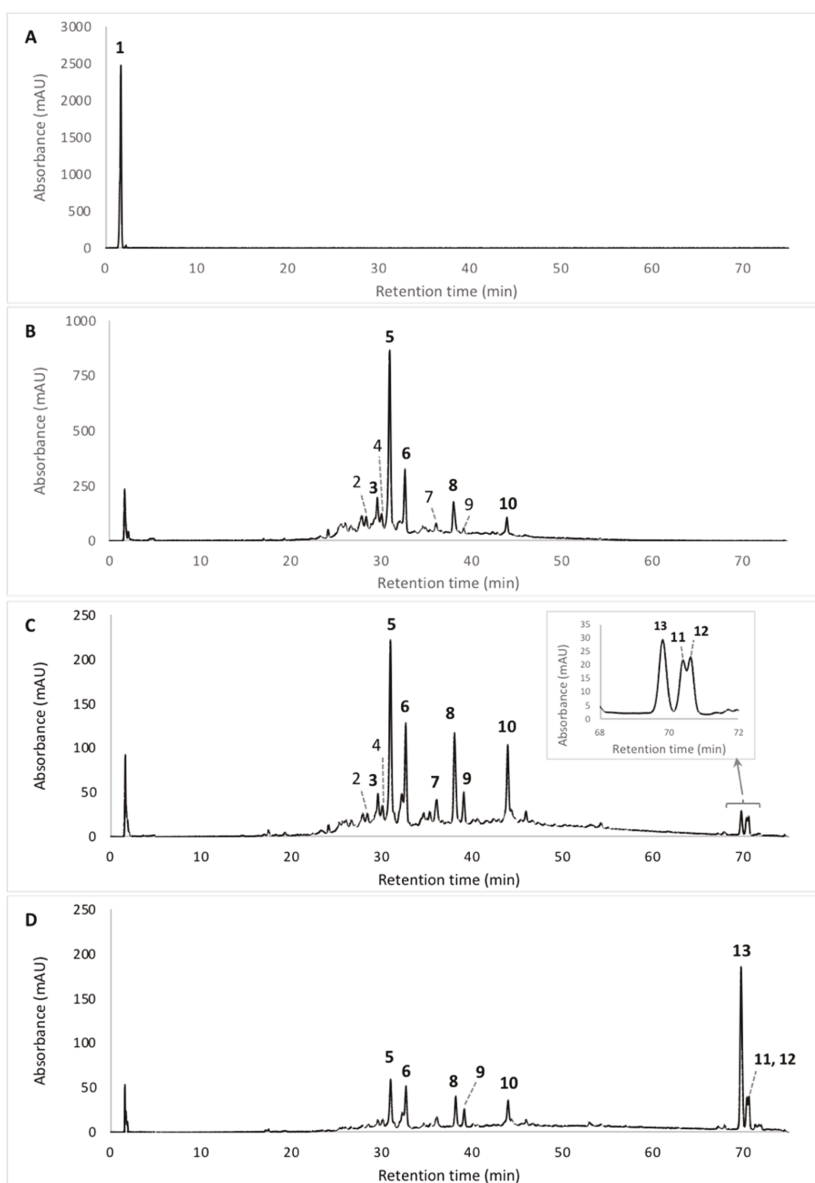 A
Absorbance (mAU)
3000
2500
2000
1500
1000
500
0
1
0 10 20 30 40 50 60 70
Retention time (min)
B
Absorbance (mAU)
1000
750
500
250
0
2 3 4 5 6 7 8 9 10
0 10 20 30 40 50 60 70
Retention time (min)
C
Absorbance (mAU)
250
200
150
100
50
0
2 3 4 5 6 7 8 9 10
0 10 20 30 40 50 60 70
Retention time (min)
Absorbance (mAU)
35
30
25
20
15
10
5
0
13 11 12
68 70 72
Retention time (min)
D
Absorbance (mAU)
250
200
150
100
50
0
5 6 8 9 10 13
11, 12
0 10 20 30 40 50 60 70
Retention time (min)